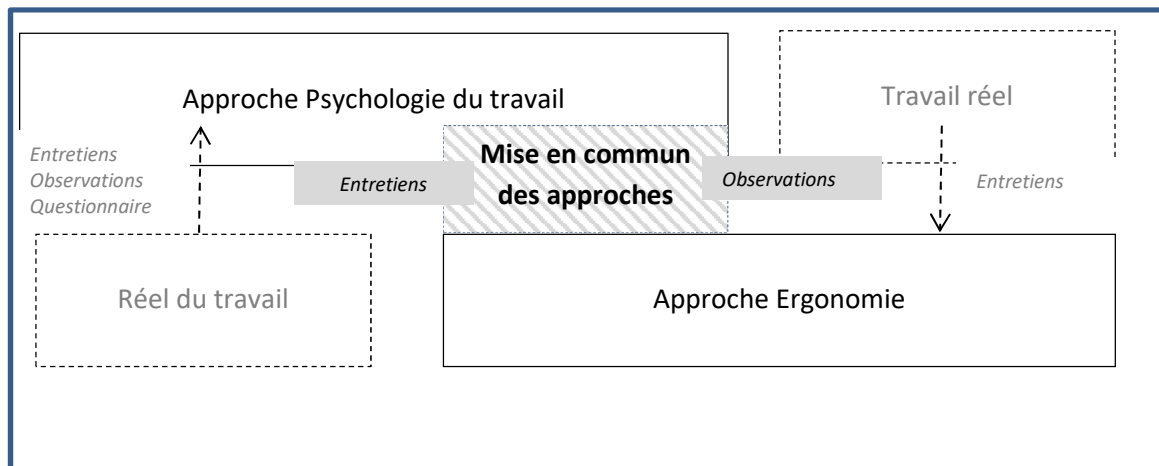 Approche Psychologie du travail
Travail réel
Entretiens
Observations
Questionnaire
Entretiens
Mise en commun
des approches
Observations
Entretiens
Réel du travail
Approche Ergonomie